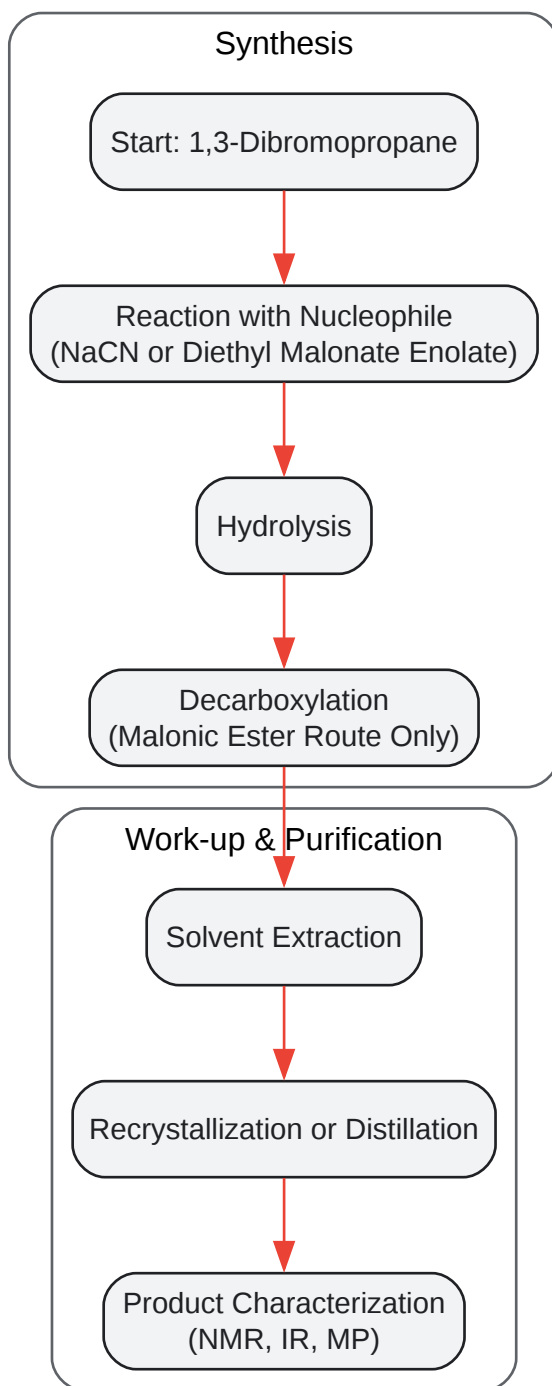 Synthesis
Start: 1,3-Dibromopropane
Reaction with Nucleophile
(NaCN or Diethyl Malonate Enolate)
Hydrolysis
Decarboxylation
(Malonic Ester Route Only)
Work-up & Purification
Solvent Extraction
Recrystallization or Distillation
Product Characterization
(NMR, IR, MP)